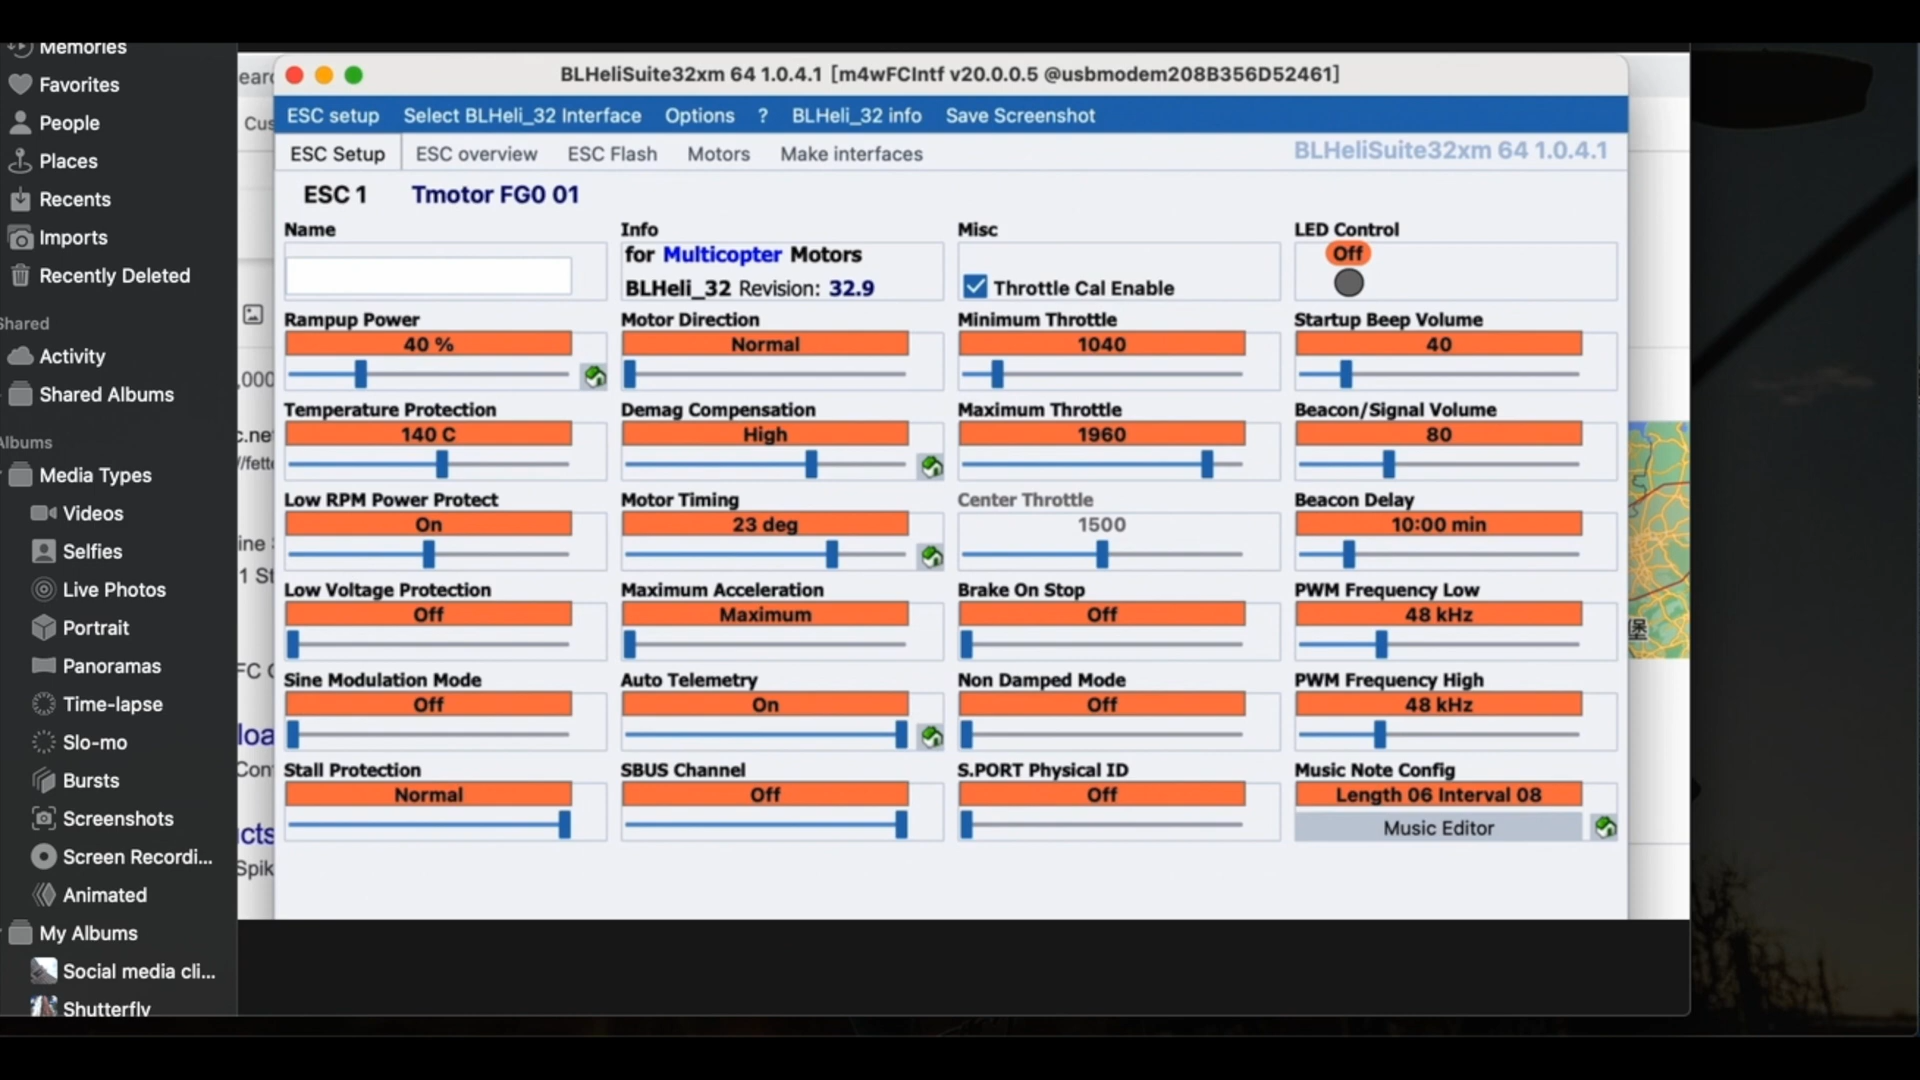 Memories
Favorites
People
Places
Recents
Imports
Recently Deleted
Shared
Activity
Shared Albums
Albums
Media Types
Videos
Selfies
Live Photos
Portrait
Panoramas
Time-lapse
Slo-mo
Bursts
Screenshots
Screen Recordi...
Animated
My Albums
Social media cli...
Shutterfly
BLHeliSuite32xm 64 1.0.4.1 [m4wFCIntf v20.0.0.5 @usbmodem208B356D52461]
ESC setup Select BLHeli_32 Interface Options ? BLHeli_32 info Save Screenshot
ESC Setup ESC overview ESC Flash Motors Make interfaces BLHeliSuite32xm 64 1.0.4.1
ESC 1 Tmotor FG0 01
Name Info Misc LED Control
for Multicopter Motors Off
BLHeli_32 Revision: 32.9 Throttle Cal Enable
Rampup Power Motor Direction Minimum Throttle Startup Beep Volume
40 % Normal 1040 40
Temperature Protection Demag Compensation Maximum Throttle Beacon/Signal Volume
140 C High 1960 80
Low RPM Power Protect Motor Timing Center Throttle Beacon Delay
On 23 deg 1500 10:00 min
Low Voltage Protection Maximum Acceleration Brake On Stop PWM Frequency Low
Off Maximum Off 48 kHz
Sine Modulation Mode Auto Telemetry Non Damped Mode PWM Frequency High
Off On Off 48 kHz
Stall Protection SBUS Channel S.PORT Physical ID Music Note Config
Normal Off Off Length 06 Interval 08
Music Editor